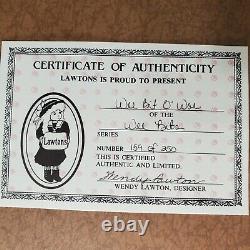 CERTIFICATE OF AUTHENTICITY
LAWTONS IS PROUD TO PRESENT
Wee Bit O' Woe
OF THE
Wee Bits
SERIES
NUMBER 159 of 250
THIS IS CERTIFIED
AUTHENTIC AND LIMITED.
Wendy Lawton
WENDY LAWTON, DESIGNER
Lawtons